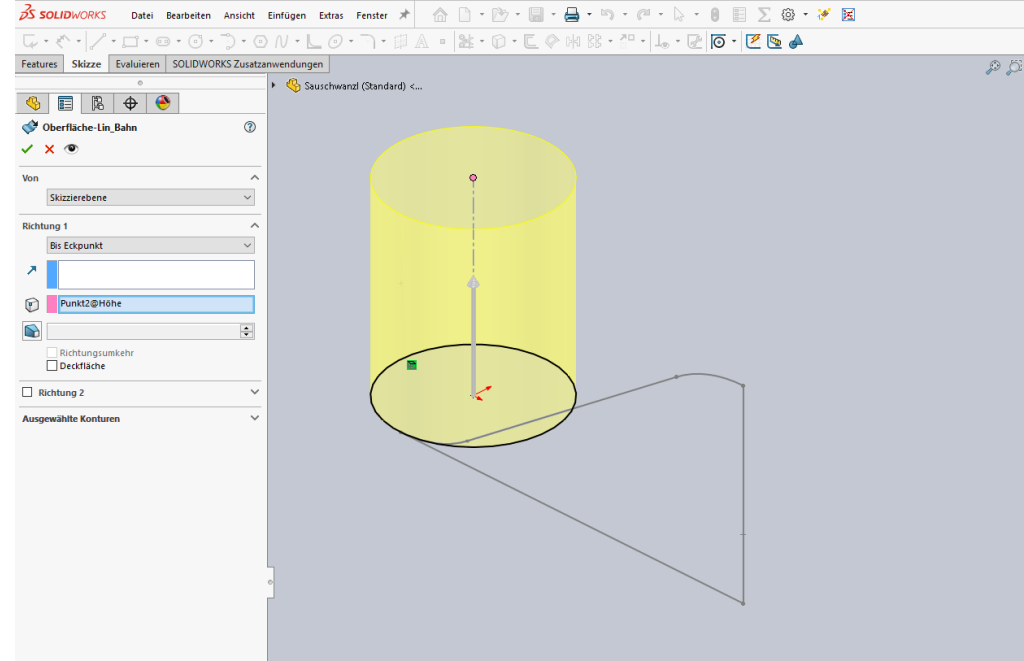 SOLIDWORKS Datei Bearbeiten Ansicht Einfügen Extras Fenster
Features Skizze Evaluieren SOLIDWORKS Zusatzanwendungen
Sauschwanzl (Standard) <...
Oberfläche-Lin_Bahn
Von
Skizzierebene
Richtung 1
Bis Eckpunkt
Punkt2@Höhe
Richtungsumkehr
Deckfläche
Richtung 2
Ausgewählte Konturen